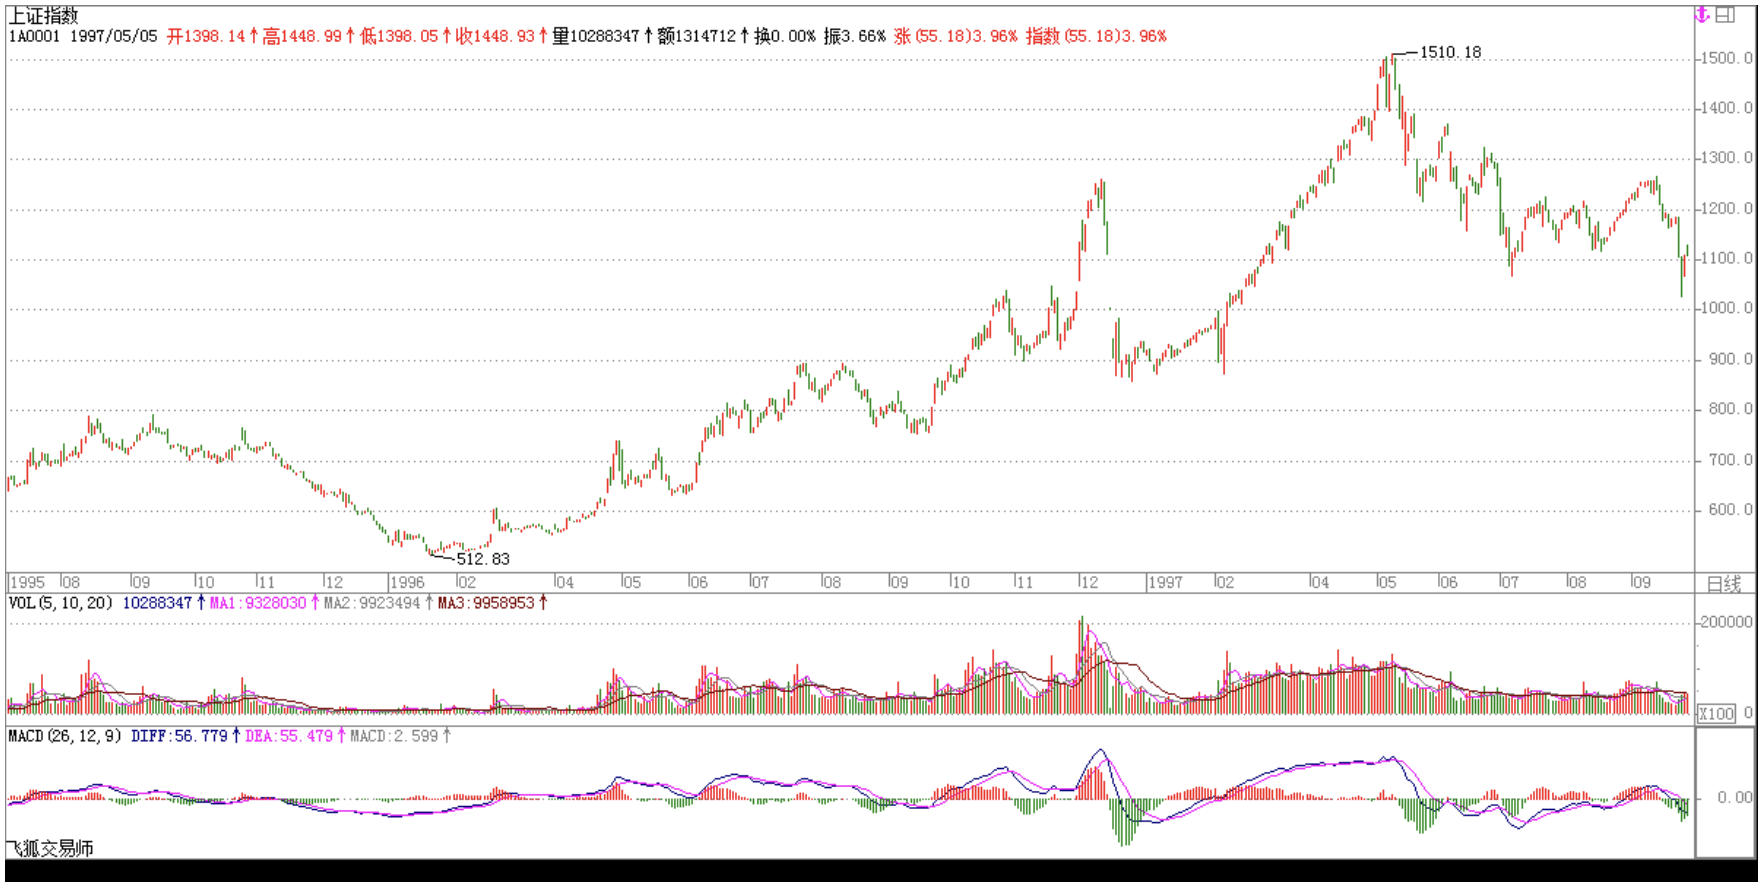 上证指数
1A0001 1997/05/05 开1398.14↑高1448.99↑低1398.05↑收1448.93↑量10288347↑额1314712↑换0.00% 振3.66% 涨(55.18)3.96% 指数(55.18)3.96%
1510.18
1500.0
1400.0
1300.0
1200.0
1100.0
1000.0
900.0
800.0
700.0
600.0
512.83
1995 08 09 10 11 12 1996 02 04 05 06 07 08 09 10 11 12 1997 02 04 05 06 07 08 09 日线
VOL(5,10,20) 10288347↑MA1:9328030↑MA2:9923494↑MA3:9958953↑
200000
X100 0
MACD(26,12,9) DIFF:56.779↑DEA:55.479↑MACD:2.599↑
0.00
飞狐交易师